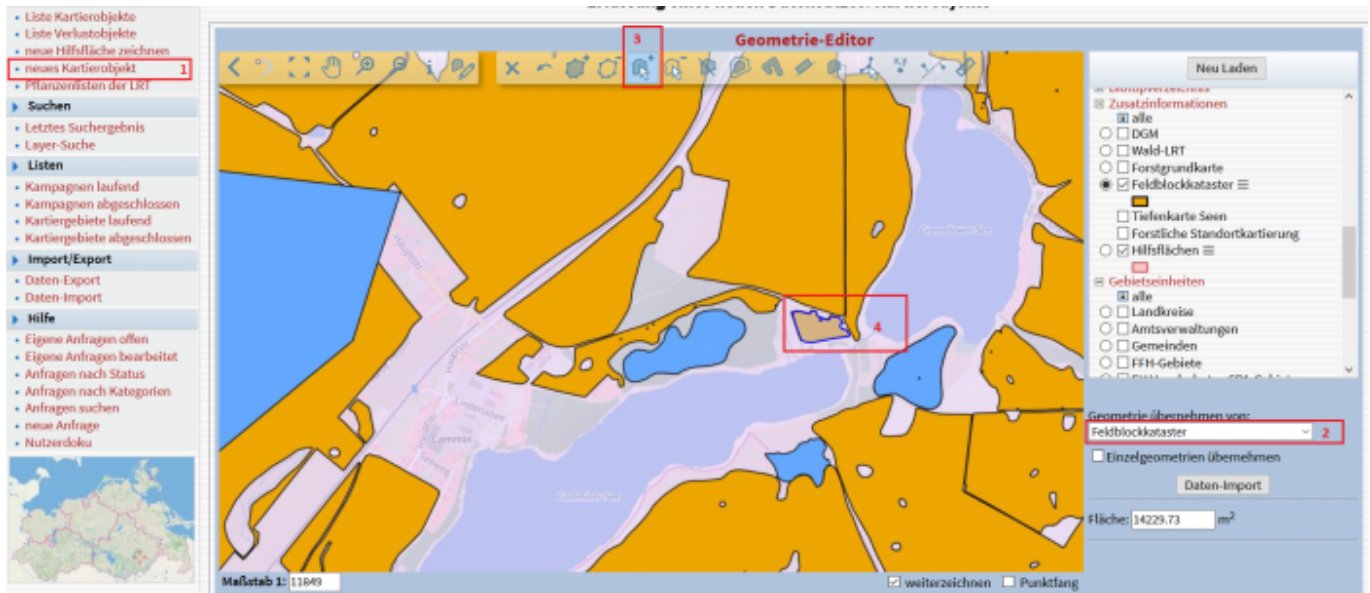 Liste Kartierobjekte
Liste Verlustobjekte
neue Hilfsfläche zeichnen
neues Kartierobjekt 1
Pflanzenlisten der LRT
Suchen
Letztes Suchergebnis
Layer-Suche
Listen
Kampagnen laufend
Kampagnen abgeschlossen
Kartiergebiete laufend
Kartiergebiete abgeschlossen
Import/Export
Daten-Export
Daten-Import
Hilfe
Eigene Anfragen offen
Eigene Anfragen bearbeitet
Anfragen nach Status
Anfragen nach Kategorien
Anfragen suchen
neue Anfrage
Nutzerdoku
3
Geometrie-Editor
x,y
4
Lindenallee
Cammin
Maßstab 1: 11849
weiterzeichnen
Punktfang
Neu Laden
Zusatzinformationen
alle
DGM
Wald-LRT
Forstgrundkarte
Feldblockkataster
Tiefenkarte Seen
Forstliche Standortkartierung
Hilfsflächen
Gebietseinheiten
alle
Landkreise
Amtsverwaltungen
Gemeinden
FFH-Gebiete
Geometrie übernehmen von:
Feldblockkataster 2
Einzelgeometrien übernehmen
Daten-Import
Fläche: 14229.73 m²